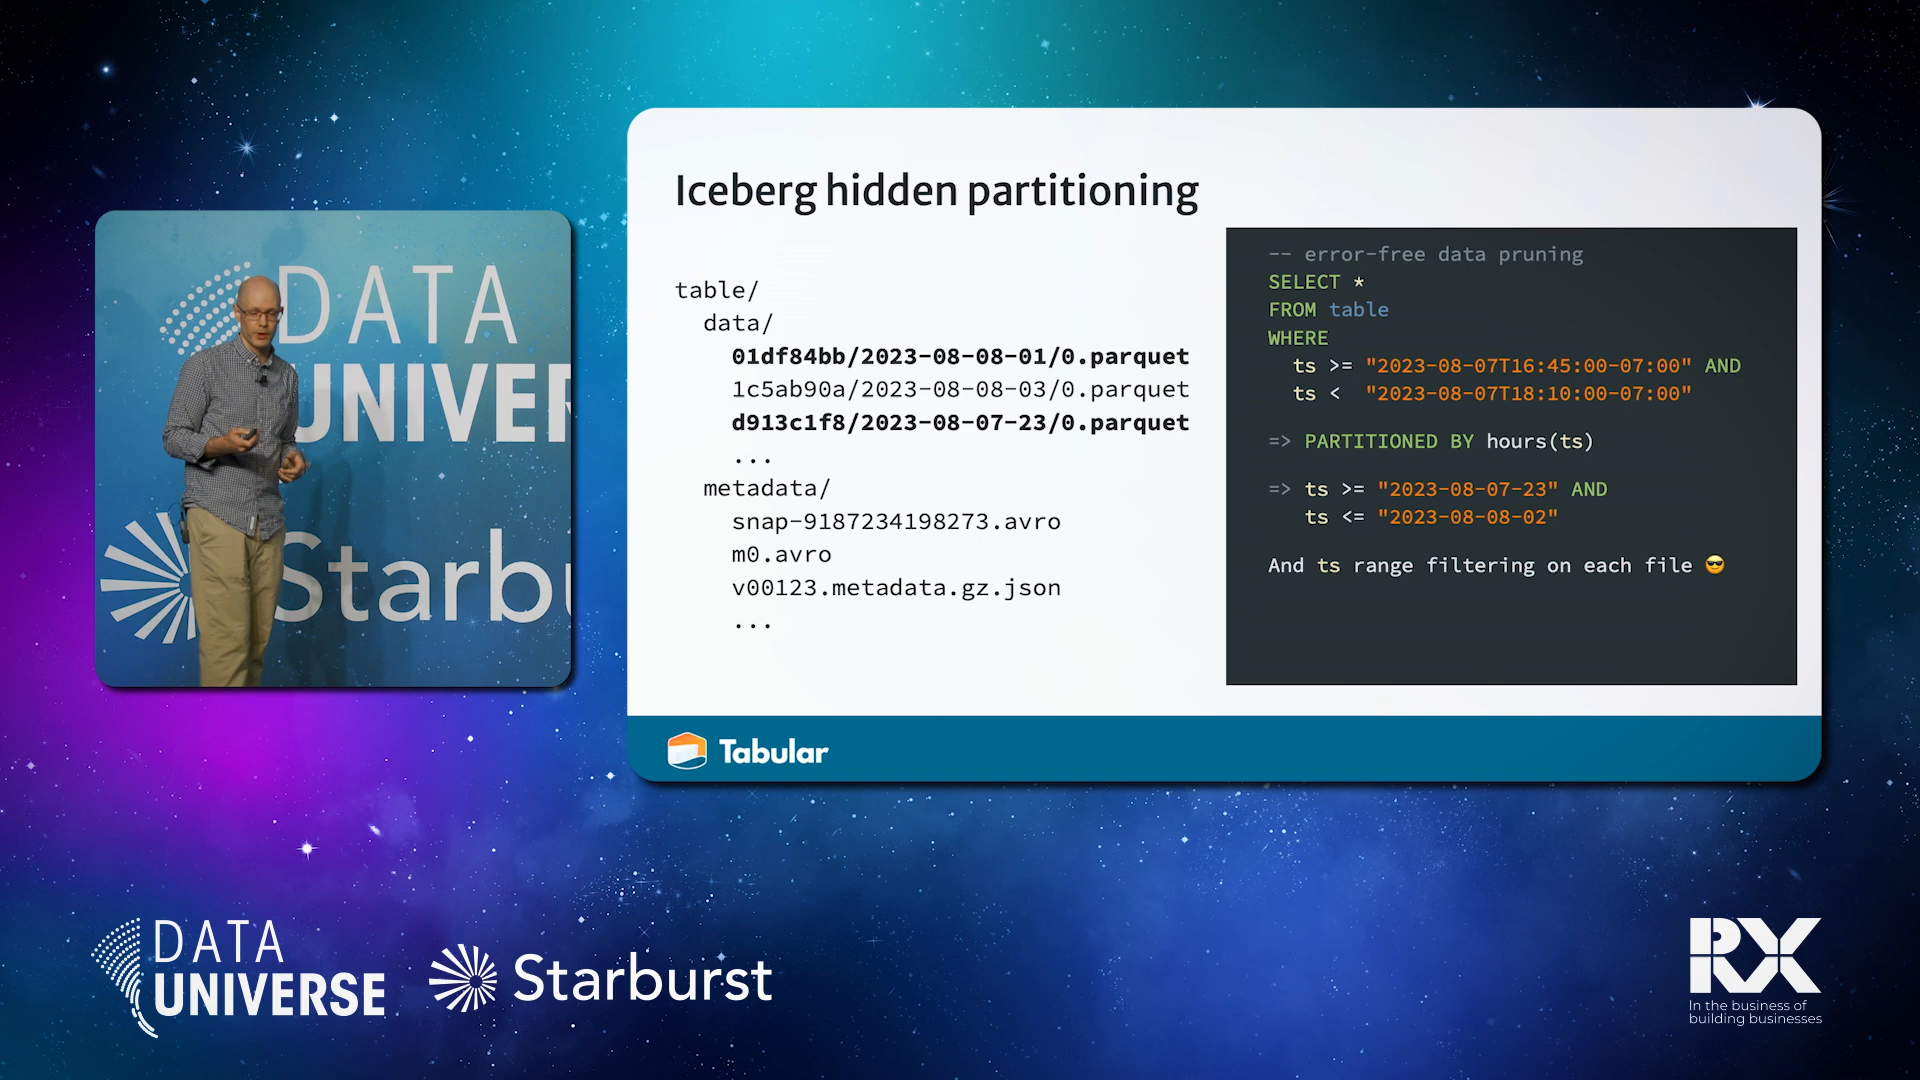 Iceberg hidden partitioning
table/
data/
01df84bb/2023-08-08-01/0.parquet
1c5ab90a/2023-08-08-03/0.parquet
d913c1f8/2023-08-07-23/0.parquet
...
metadata/
snap-9187234198273.avro
m0.avro
v00123.metadata.gz.json
...
-- error-free data pruning
SELECT *
FROM table
WHERE
ts >= "2023-08-07T16:45:00-07:00" AND
ts < "2023-08-07T18:10:00-07:00"
=> PARTITIONED BY hours(ts)
=> ts >= "2023-08-07-23" AND
ts <= "2023-08-08-02"
And ts range filtering on each file 😎
Tabular
DATA
UNIVER
Starbu
DATA
UNIVERSE
Starburst
RX
In the business of
building businesses